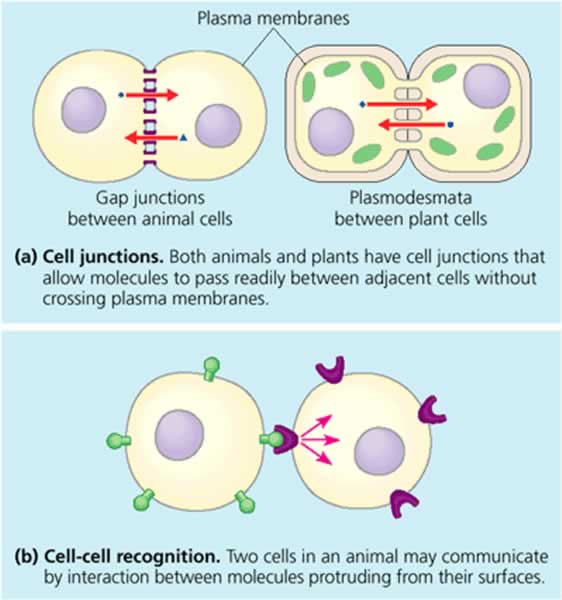 Plasma membranes
Gap junctions
between animal cells
Plasmodesmata
between plant cells
(a) Cell junctions. Both animals and plants have cell junctions that
allow molecules to pass readily between adjacent cells without
crossing plasma membranes.
(b) Cell-cell recognition. Two cells in an animal may communicate
by interaction between molecules protruding from their surfaces.